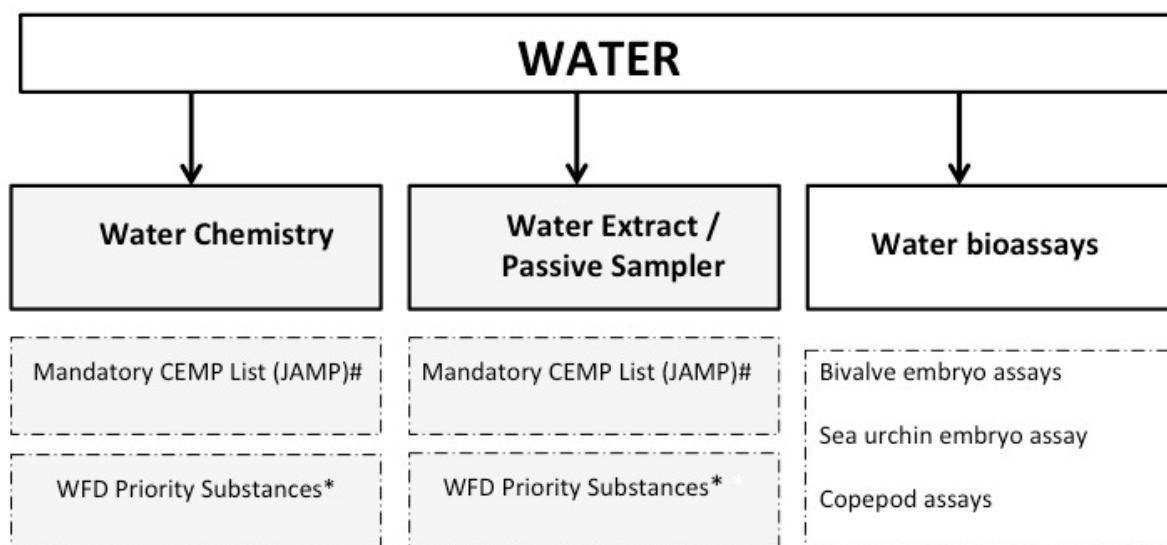 WATER
Water Chemistry
Water Extract /
Passive Sampler
Water bioassays
Mandatory CEMP List (JAMP)#
WFD Priority Substances*
Mandatory CEMP List (JAMP)#
WFD Priority Substances*
Bivalve embryo assays
Sea urchin embryo assay
Copepod assays